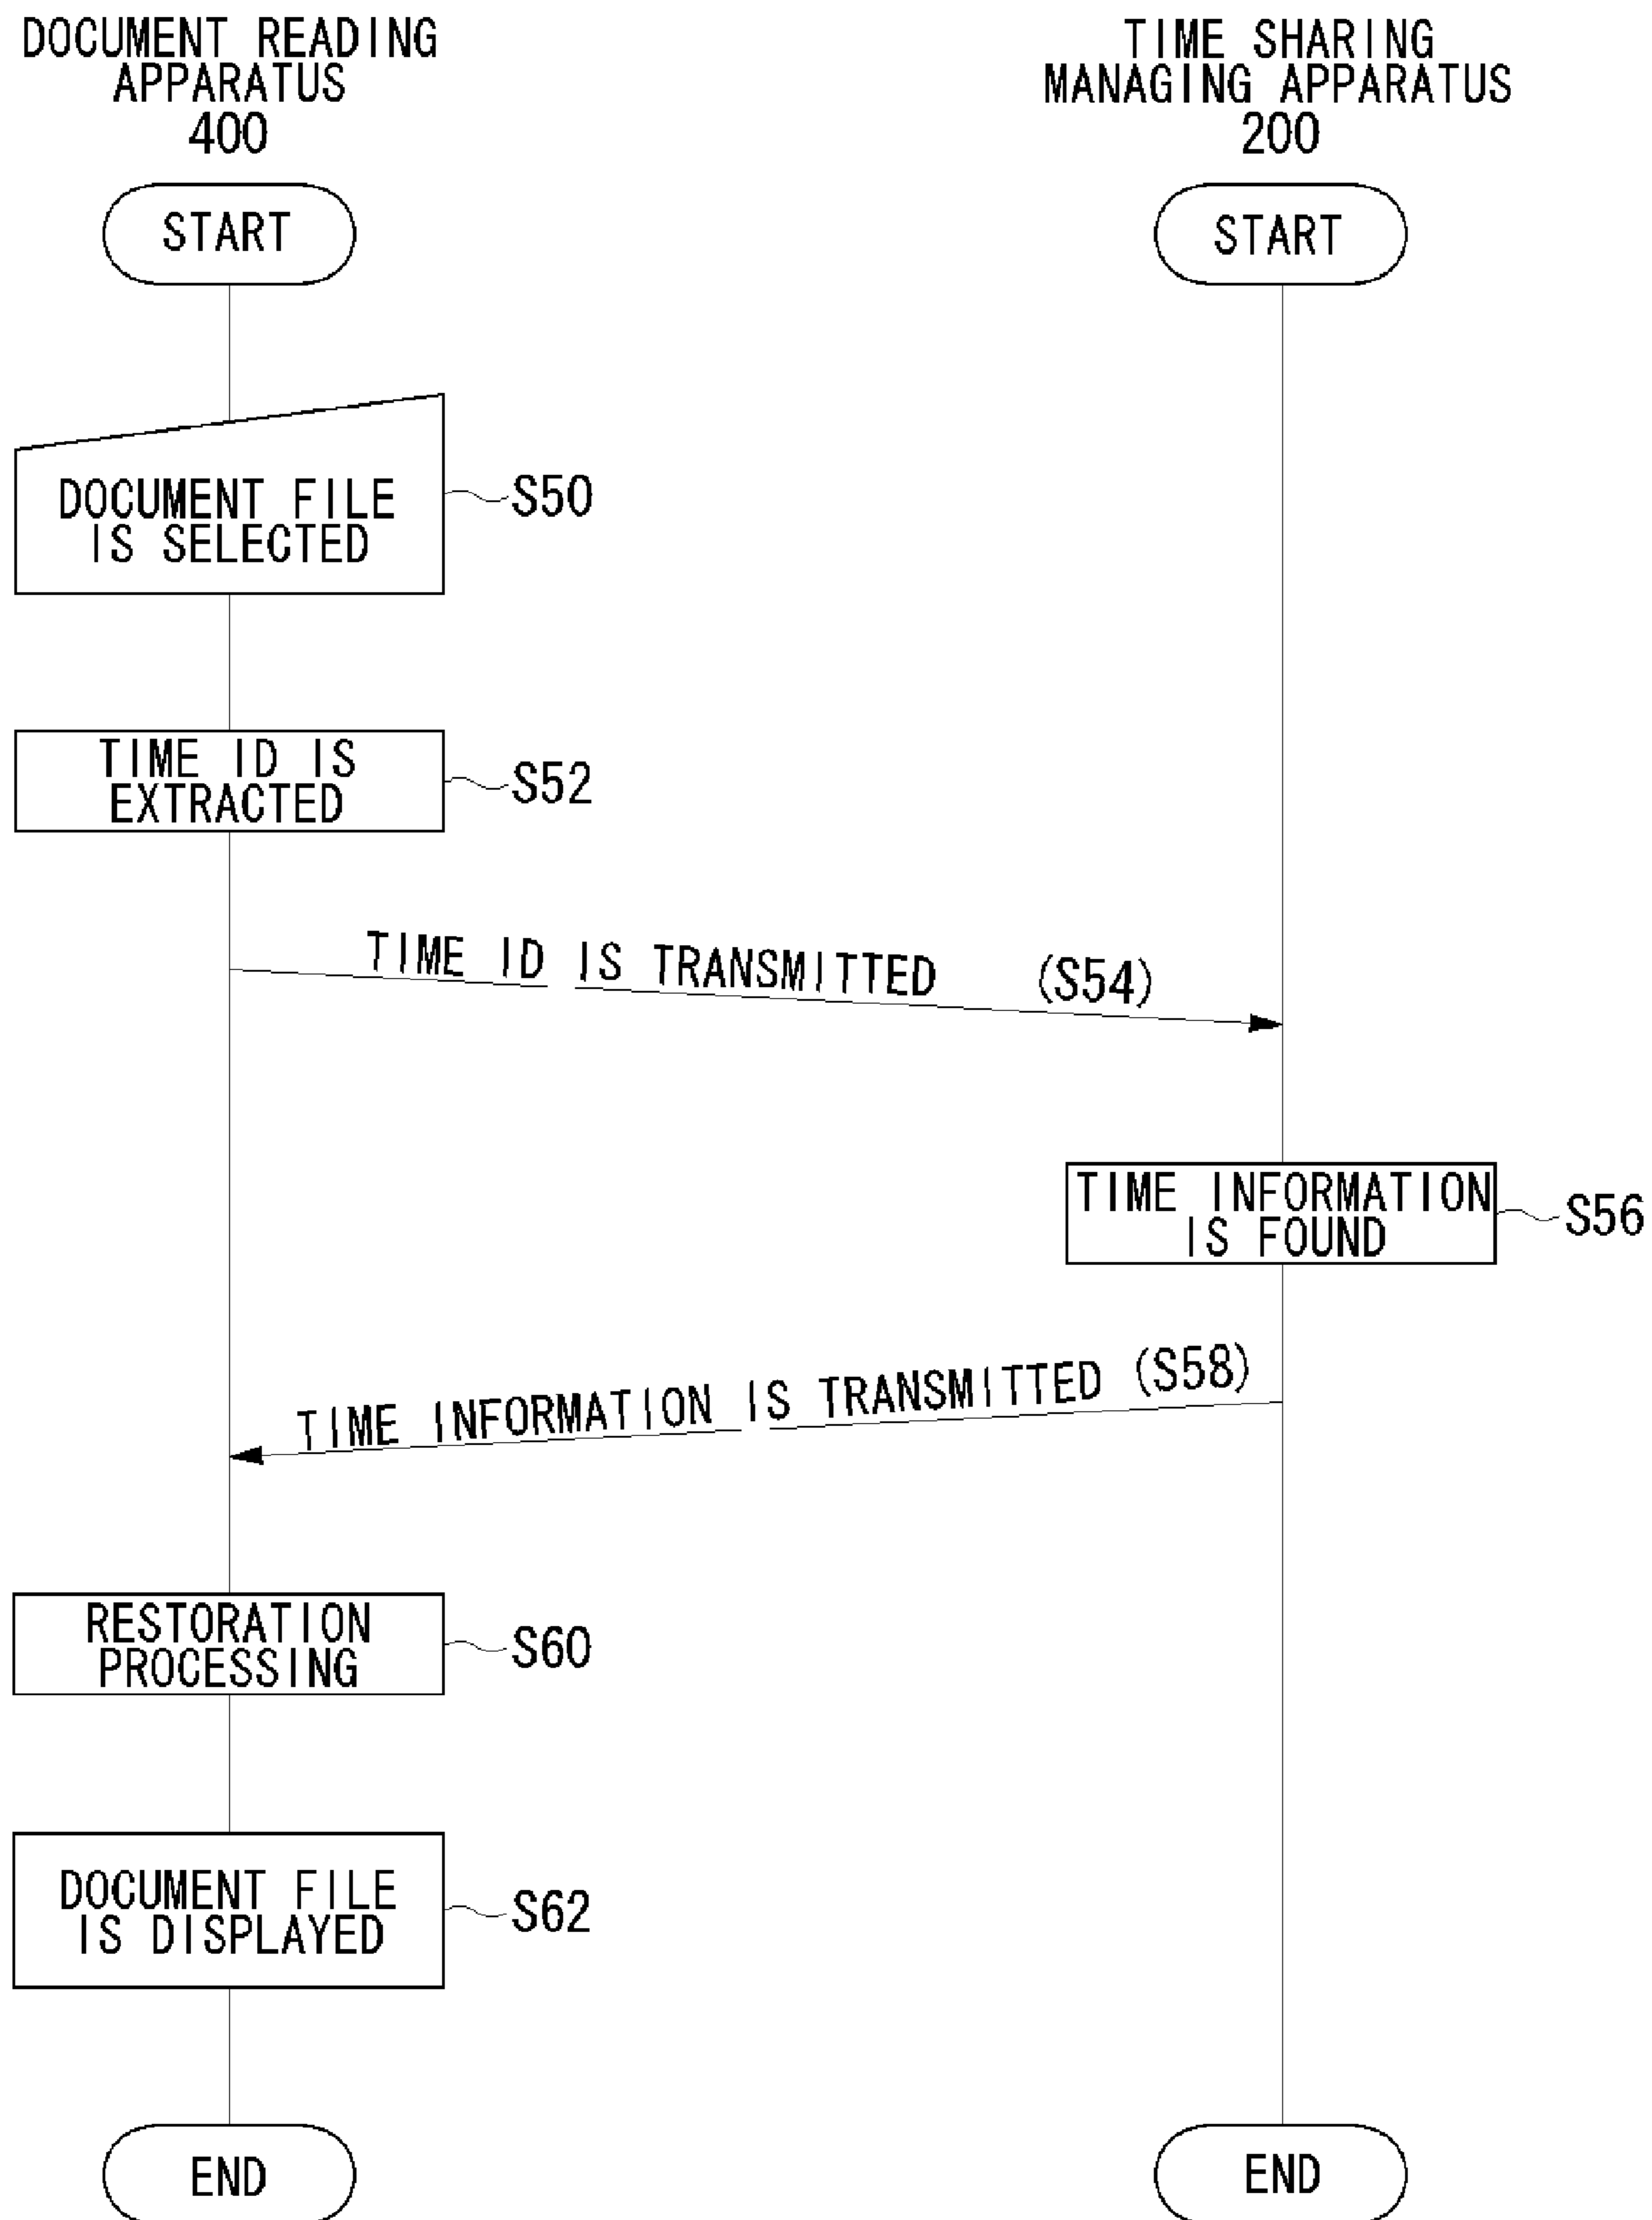 DOCUMENT READING
APPARATUS
400
TIME SHARING
MANAGING APPARATUS
200
START
START
DOCUMENT FILE
IS SELECTED
S50
TIME ID IS
EXTRACTED
S52
TIME ID IS TRANSMITTED (S54)
TIME INFORMATION
IS FOUND
S56
TIME INFORMATION IS TRANSMITTED (S58)
RESTORATION
PROCESSING
S60
DOCUMENT FILE
IS DISPLAYED
S62
END
END